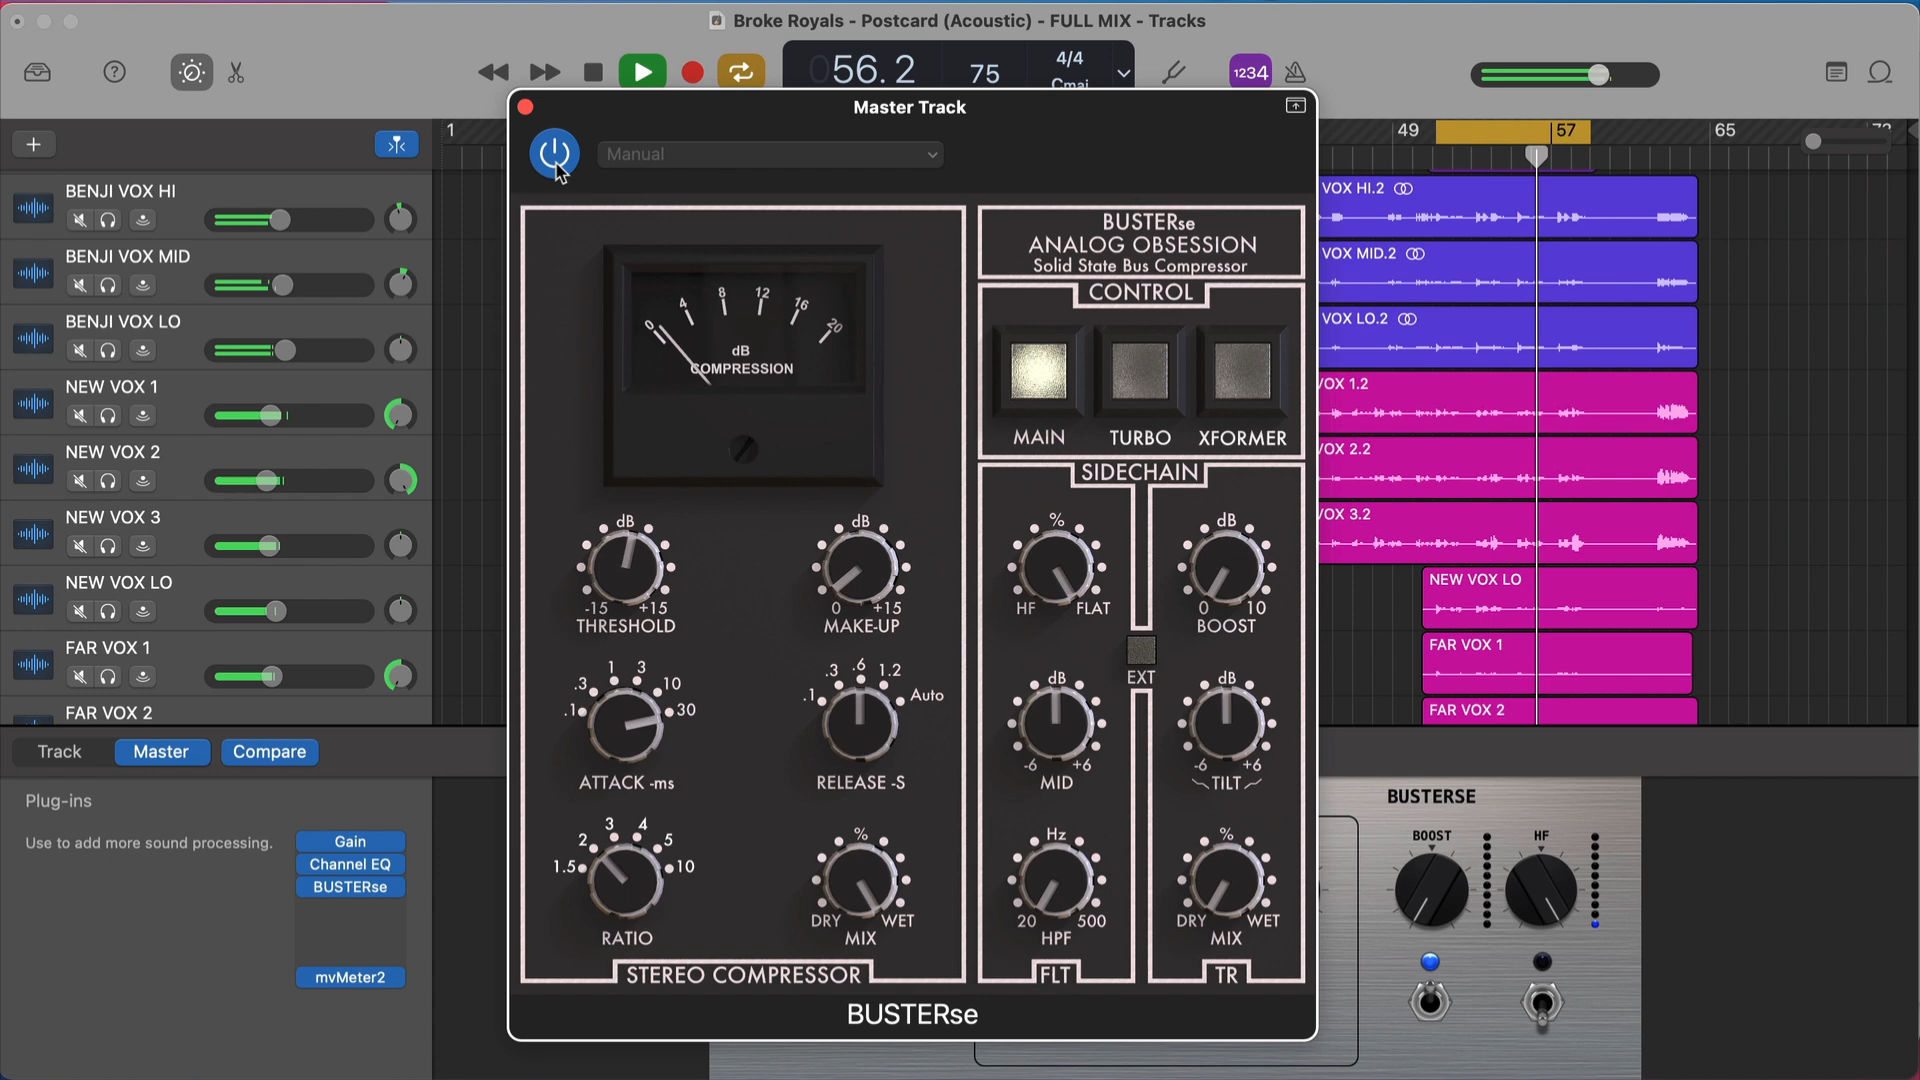 Broke Royals - Postcard (Acoustic) - FULL MIX - Tracks
056.2
75
4/4
Cmaj
1234
Master Track
Manual
1
49
57
65
BENJI VOX HI
BENJI VOX MID
BENJI VOX LO
NEW VOX 1
NEW VOX 2
NEW VOX 3
NEW VOX LO
FAR VOX 1
FAR VOX 2
VOX HI.2
VOX MID.2
VOX LO.2
VOX 1.2
VOX 2.2
VOX 3.2
NEW VOX LO
FAR VOX 1
FAR VOX 2
BUSTERse
ANALOG OBSESSION
Solid State Bus Compressor
CONTROL
MAIN TURBO XFORMER
SIDECHAIN
0 4 8 12 16 20
dB
COMPRESSION
dB
-15 +15
THRESHOLD
dB
0 +15
MAKE-UP
.1 .3 1 3 10 30
ATTACK -ms
.1 .3 .6 1.2 Auto
RELEASE -S
1.5 2 3 4 5 10
RATIO
%
DRY WET
MIX
STEREO COMPRESSOR
%
HF FLAT
dB
0 10
BOOST
EXT
dB
-6 +6
MID
dB
-6 +6
TILT
Hz
20 500
HPF
%
DRY WET
MIX
FLT
TR
BUSTERse
Track Master Compare
Plug-ins
Use to add more sound processing.
Gain
Channel EQ
BUSTERse
mvMeter2
BUSTERSE
BOOST HF